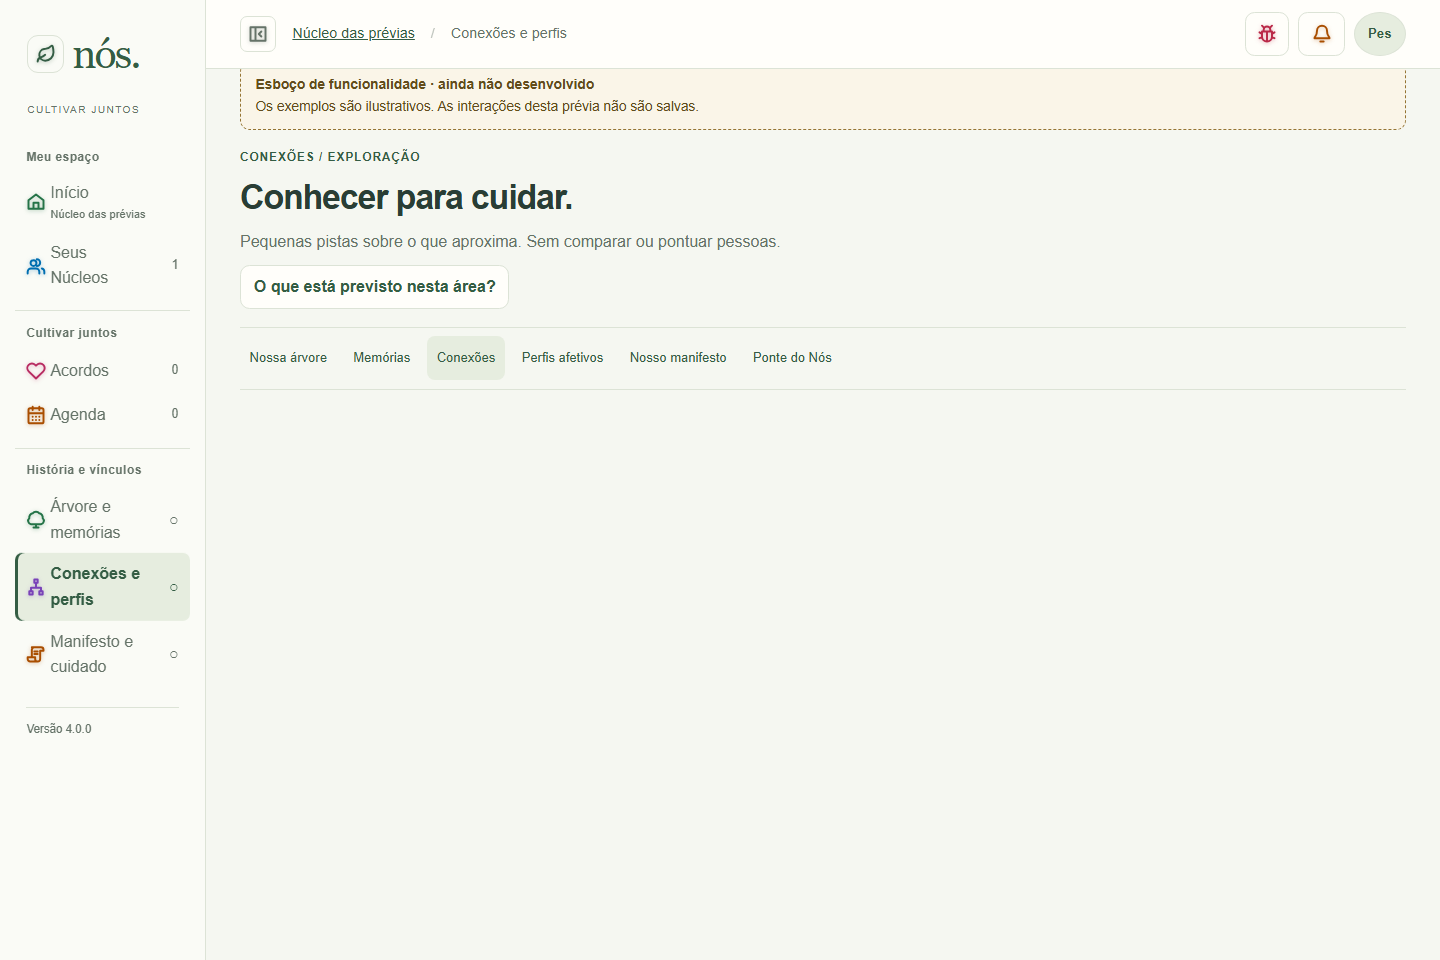 nós.
CULTIVAR JUNTOS
Meu espaço
Início
Núcleo das prévias
Seus
Núcleos
1
Cultivar juntos
Acordos
0
Agenda
0
História e vínculos
Árvore e
memórias
Conexões e
perfis
Manifesto e
cuidado
Versão 4.0.0
Núcleo das prévias / Conexões e perfis
Pes
Esboço de funcionalidade · ainda não desenvolvido
Os exemplos são ilustrativos. As interações desta prévia não são salvas.
CONEXÕES / EXPLORAÇÃO
Conhecer para cuidar.
Pequenas pistas sobre o que aproxima. Sem comparar ou pontuar pessoas.
O que está previsto nesta área?
Nossa árvore Memórias Conexões Perfis afetivos Nosso manifesto Ponte do Nós